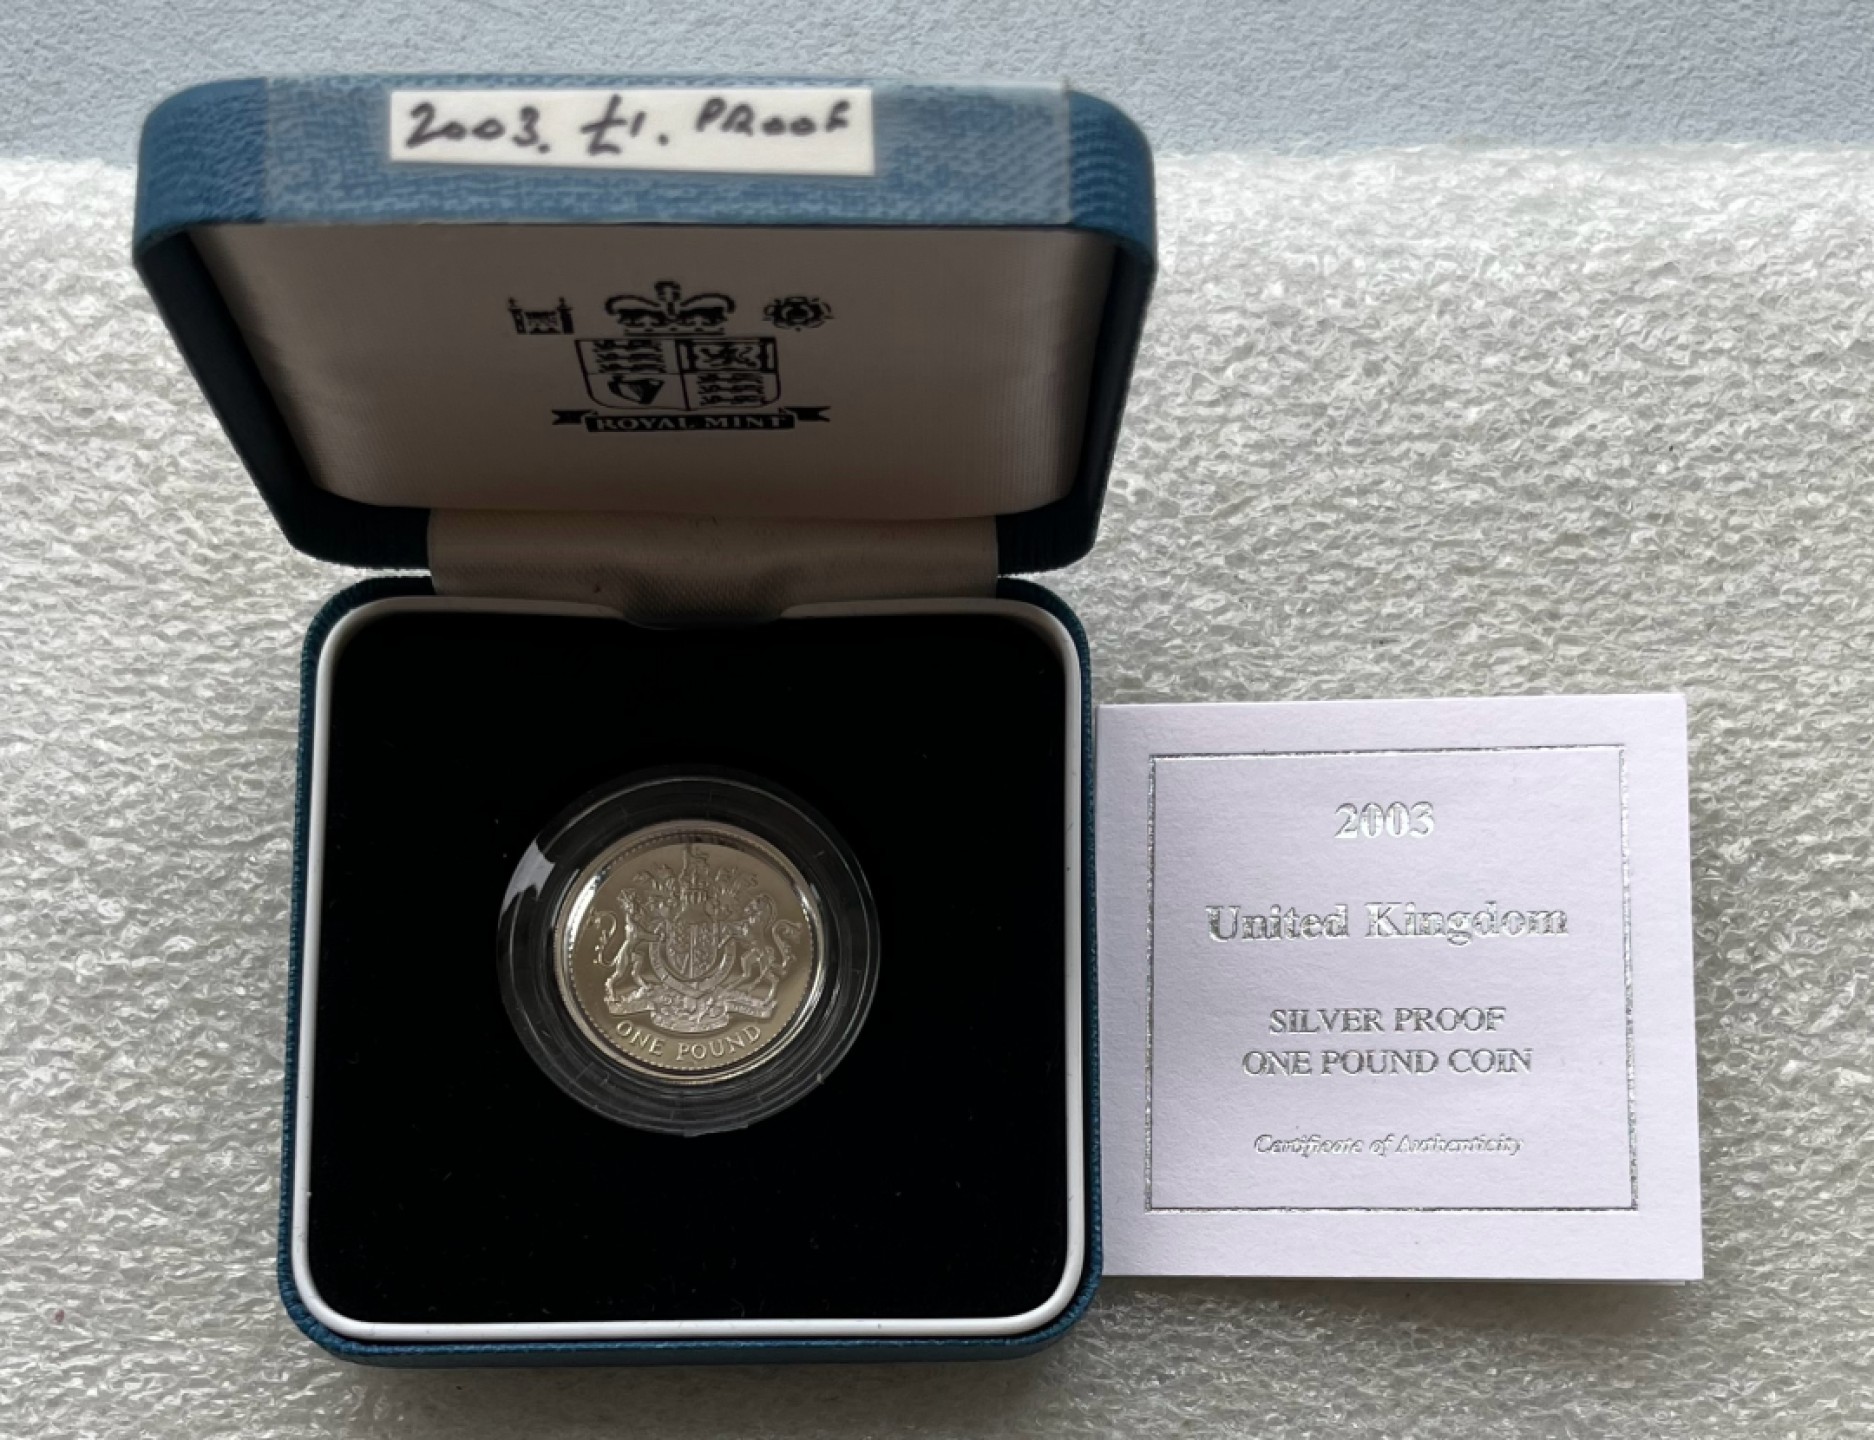 2003. £1. PROOF
ROYAL MINT
ONE POUND
2003
United Kingdom
SILVER PROOF
ONE POUND COIN
Certificate of Authenticity